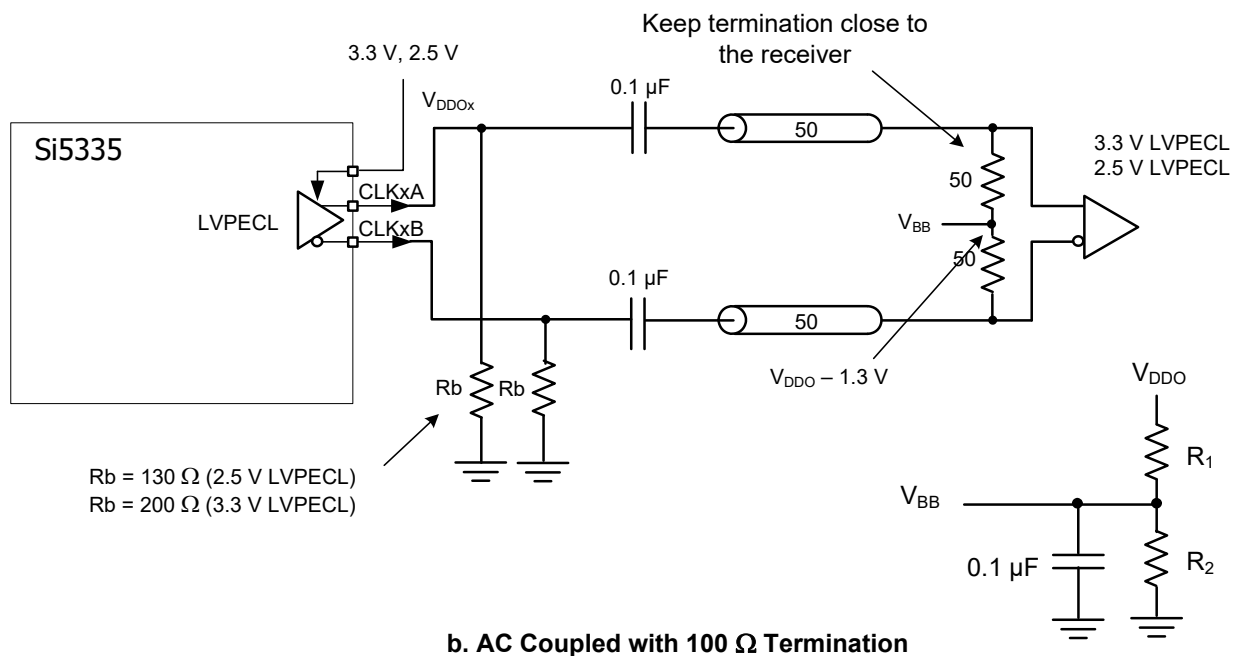 Keep termination close to
the receiver
3.3 V, 2.5 V
0.1 µF
V_DDOx
50
Si5335
3.3 V LVPECL
2.5 V LVPECL
CLKxA
50
LVPECL
V_BB
CLKxB
50
0.1 µF
50
V_DDO – 1.3 V
V_DDO
Rb
Rb
R_1
Rb = 130 Ω (2.5 V LVPECL)
Rb = 200 Ω (3.3 V LVPECL)
V_BB
0.1 µF
R_2
b. AC Coupled with 100 Ω Termination